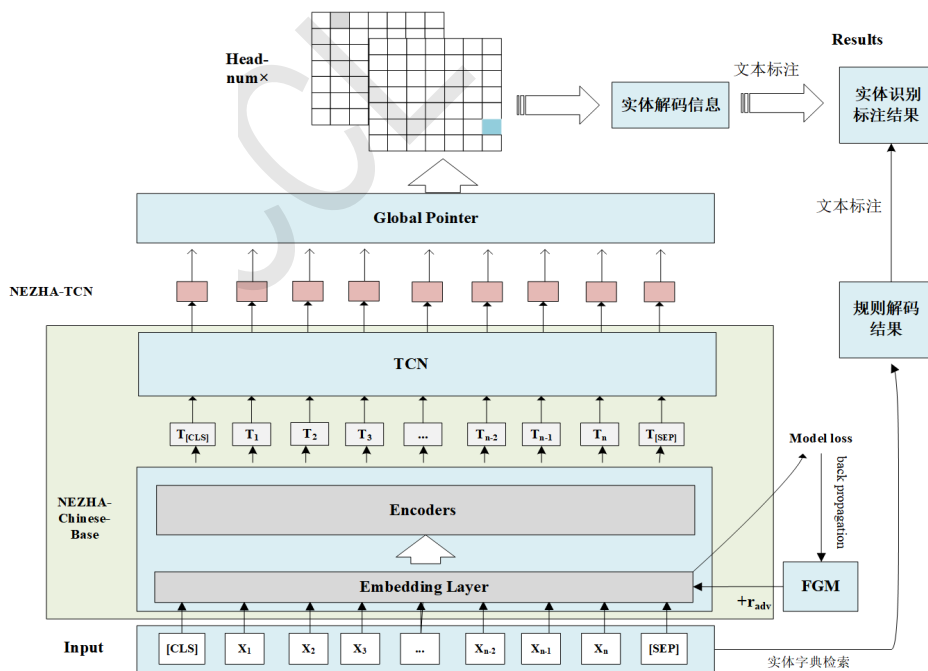 Results
Head-
num×
文本标注
实体解码信息
实体识别
标注结果
CCL
Global Pointer
文本标注
NEZHA-TCN
规则解码
结果
TCN
T[CLS] T1 T2 T3 ... Tn-2 Tn-1 Tn T[SEP]
Model loss
back propagation
NEZHA-
Chinese-
Base
Encoders
Embedding Layer
FGM
+radv
Input
[CLS] X1 X2 X3 ... Xn-2 Xn-1 Xn [SEP]
实体字典检索